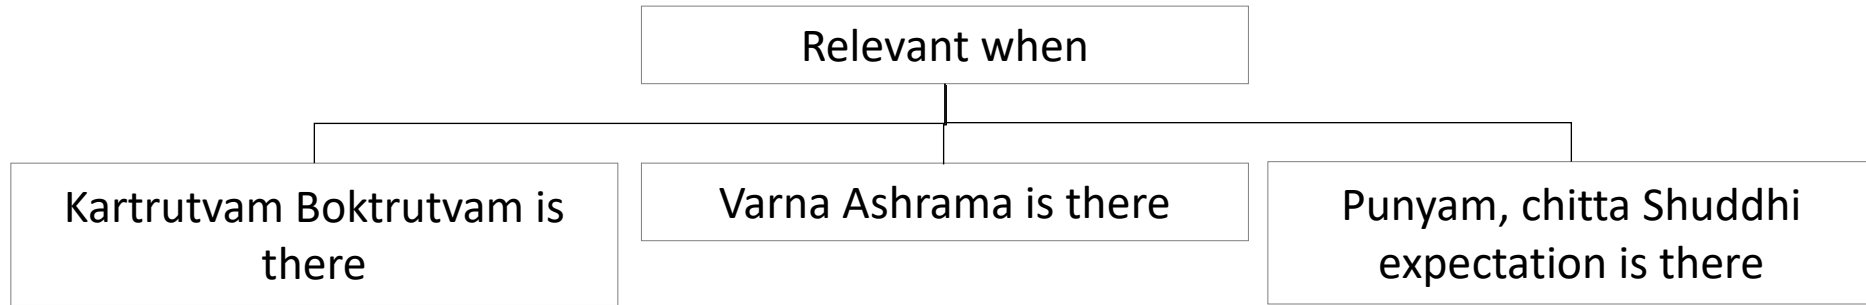 Relevant when
Kartrutvam Boktrutvam is
there
Varna Ashrama is there
Punyam, chitta Shuddhi
expectation is there